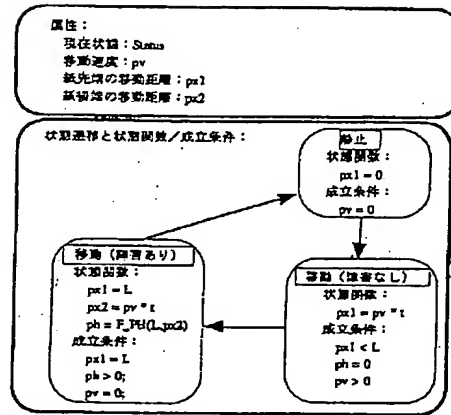 属性：
現在状態：Status
移動速度：pv
紙先端の移動距離：px1
紙初端の移動距離：px2
状態遷移と状態関数／成立条件：
静止
状態関数：
px1 = 0
成立条件：
pv = 0
移動（障害あり）
状態関数：
px1 = L
px2 = pv * t
ph = F_PH(L,px2)
成立条件：
px1 = L
ph > 0;
pv = 0;
移動（障害なし）
状態関数：
px1 = pv * t
成立条件：
px1 < L
ph = 0
pv > 0